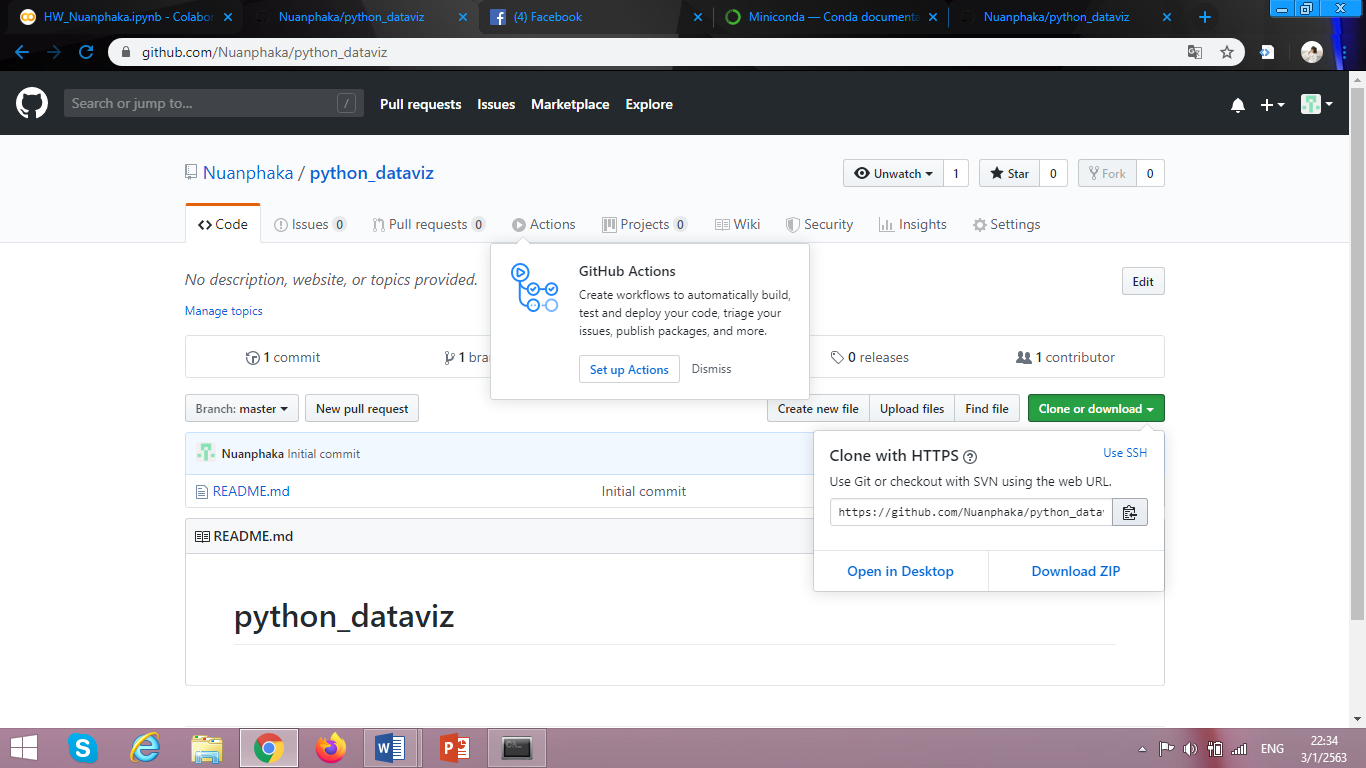 HW_Nuanphaka.ipynb - Colabor
Nuanphaka/python_dataviz
(4) Facebook
Miniconda — Conda documenta
Nuanphaka/python_dataviz
github.com/Nuanphaka/python_dataviz
Search or jump to...
/
Pull requests
Issues
Marketplace
Explore
Nuanphaka / python_dataviz
Unwatch
1
Star
0
Fork
0
Code
Issues 0
Pull requests 0
Actions
Projects 0
Wiki
Security
Insights
Settings
GitHub Actions
Create workflows to automatically build,
test and deploy your code, triage your
issues, publish packages, and more.
Set up Actions
Dismiss
No description, website, or topics provided.
Edit
Manage topics
1 commit
1 bra
0 releases
1 contributor
Branch: master
New pull request
Create new file
Upload files
Find file
Clone or download
Nuanphaka Initial commit
README.md
Initial commit
Clone with HTTPS
Use SSH
Use Git or checkout with SVN using the web URL.
https://github.com/Nuanphaka/python_data
Open in Desktop
Download ZIP
README.md
python_dataviz
ENG
22:34
3/1/2563